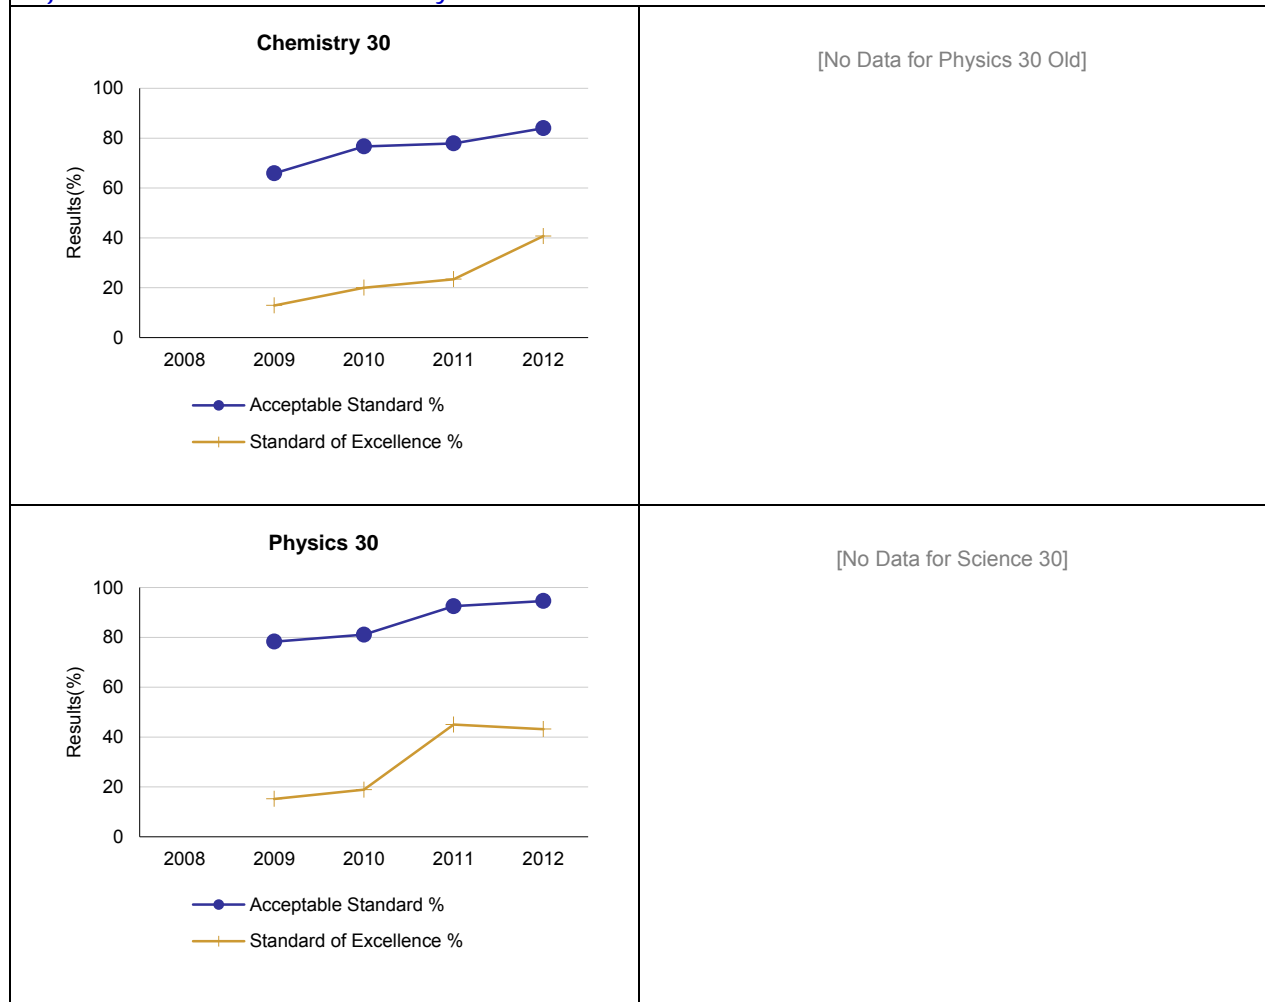 Chemistry 30
100
80
60
40
20
0
Results(%)
2008 2009 2010 2011 2012
Acceptable Standard %
Standard of Excellence %
[No Data for Physics 30 Old]
Physics 30
100
80
60
40
20
0
Results(%)
2008 2009 2010 2011 2012
Acceptable Standard %
Standard of Excellence %
[No Data for Science 30]